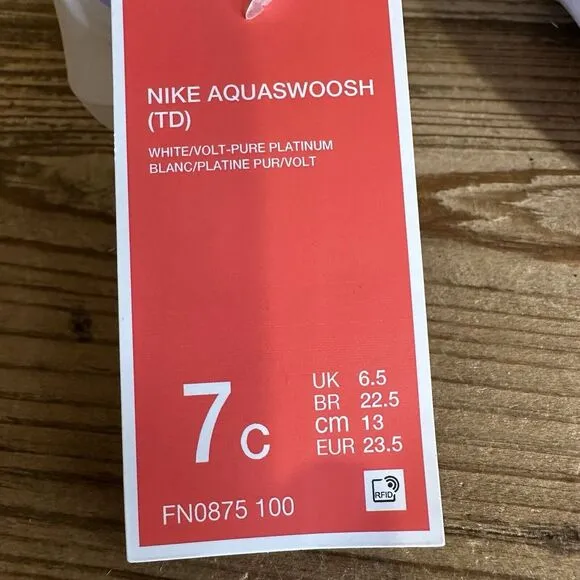 NIKE AQUASWOOSH
(TD)
WHITE/VOLT-PURE PLATINUM
BLANC/PLATINE PUR/VOLT
7c
UK 6.5
BR 22.5
cm 13
EUR 23.5
RFID
FN0875 100